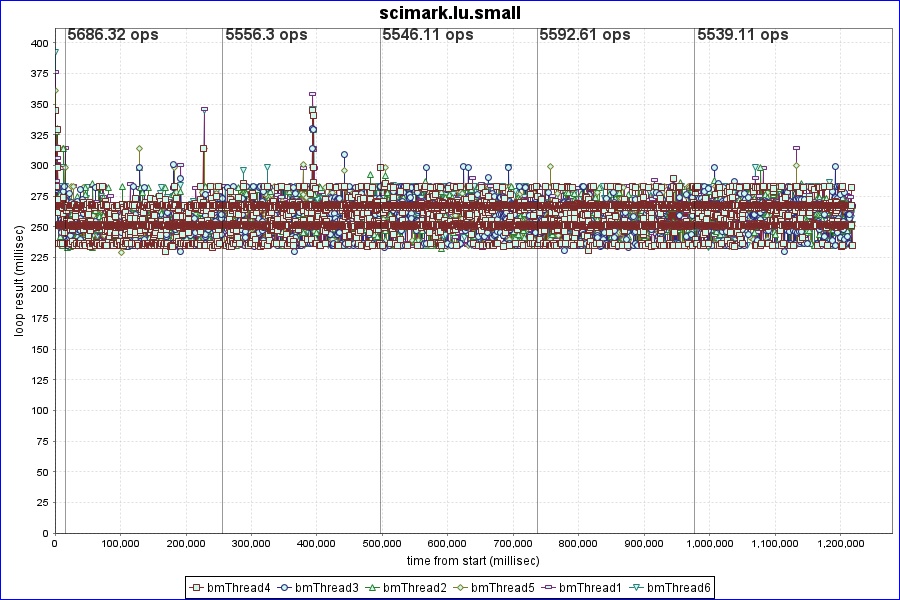 scimark.lu.small
5686.32 ops 5556.3 ops 5546.11 ops 5592.61 ops 5539.11 ops
400
375
350
325
300
275
250
225
200
175
150
125
100
75
50
25
0
loop result (millisec)
0 100,000 200,000 300,000 400,000 500,000 600,000 700,000 800,000 900,000 1,000,000 1,100,000 1,200,000
time from start (millisec)
bmThread4 bmThread3 bmThread2 bmThread5 bmThread1 bmThread6